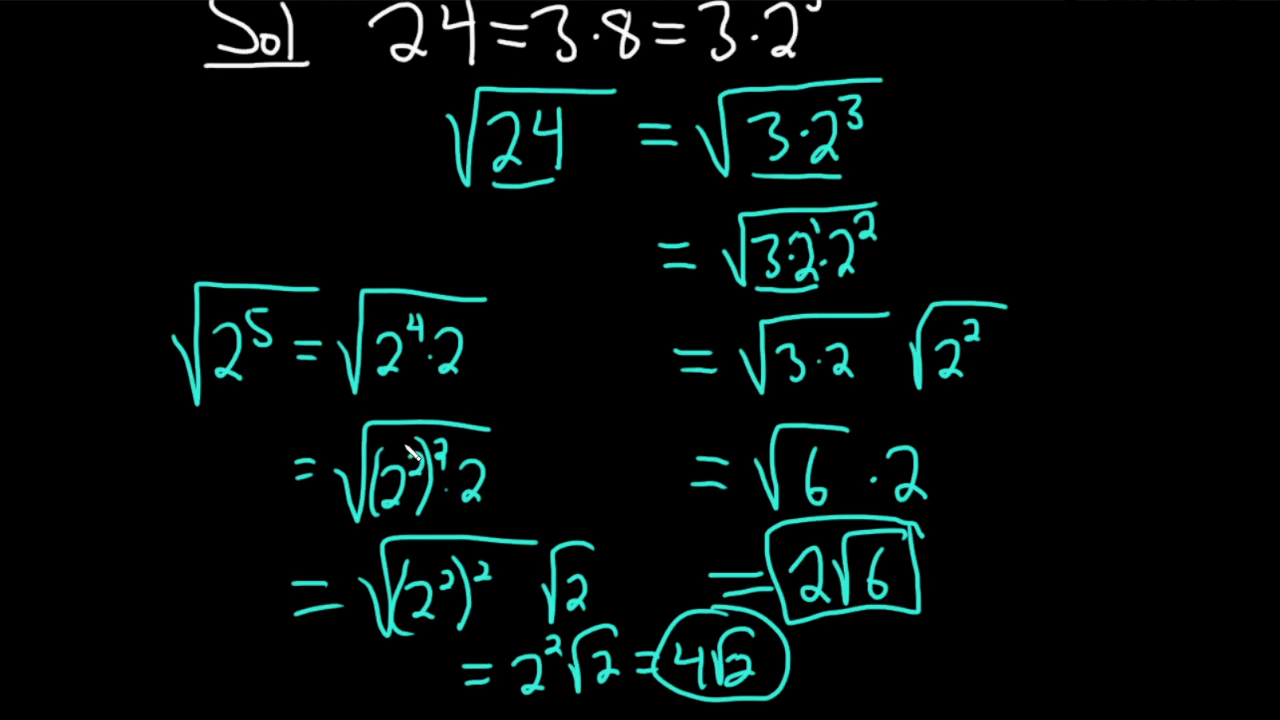 Sol 24 = 3·8 = 3·2³
√24 = √(3·2³)
= √(3·2¹·2²)
= √(3·2) √(2²)
= √6 · 2
= 2√6
√(2⁵) = √(2⁴·2)
= √((2²)²·2)
= √((2²)²) √2
= 2²√2 = 4√2